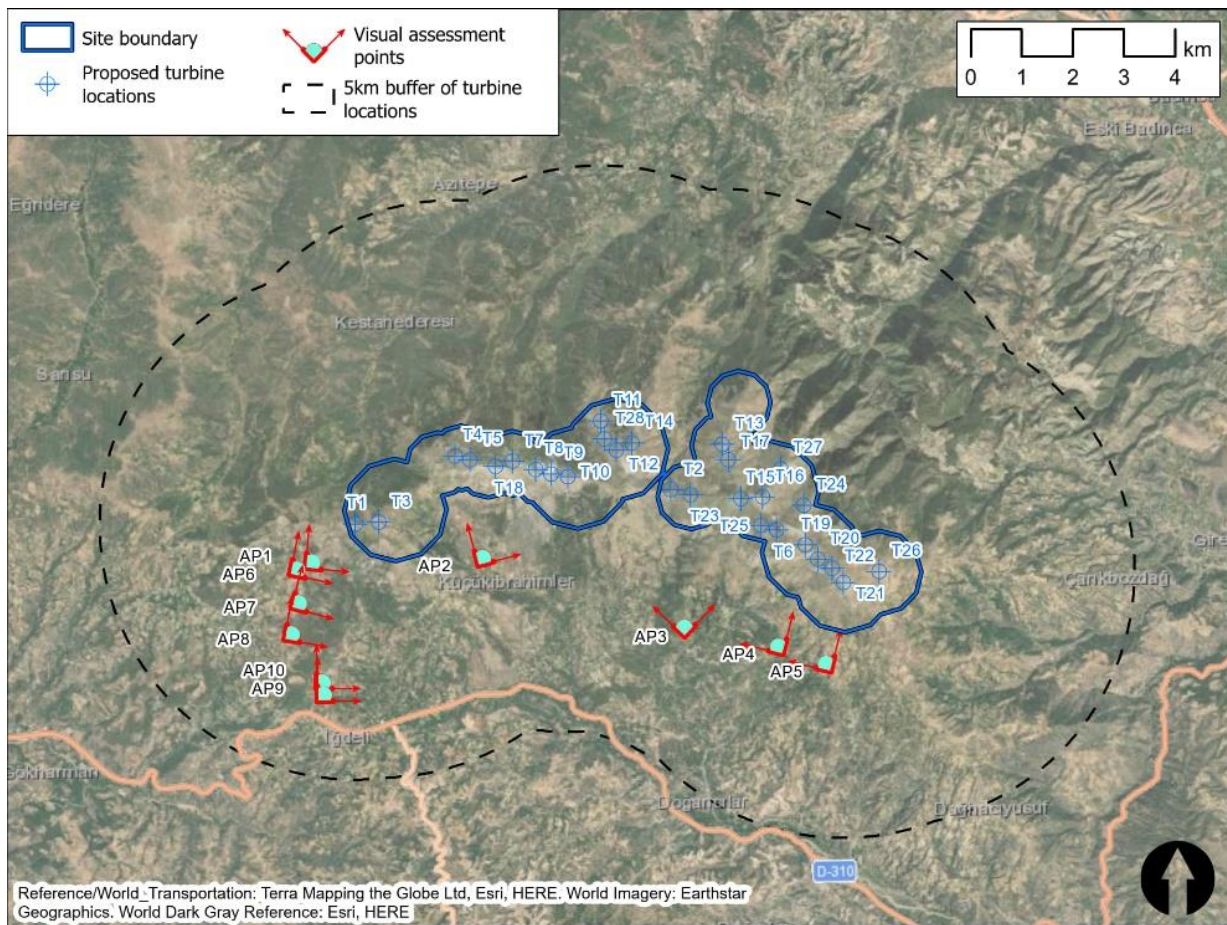 Site boundary
Visual assessment
points
Proposed turbine
locations
5km buffer of turbine
locations
km
0 1 2 3 4
Eski Badınca
Azitepe
Eğridere
Kestanederesi
Sarısu
T11
T28
T14
T13
T4
T5
T7
T8
T9
T17
T27
T12
T10
T2
T15
T16
T24
T18
T1
T3
T23
T25
T19
T20
T6
T22
T26
T21
AP1
AP6
AP2
Küçükibrahimler
Çankbozdağ
AP7
AP8
AP3
AP4
AP5
AP10
AP9
İğdeli
Gökharman
Doğancılar
Dağhacıyusuf
D-310
Reference/World_Transportation: Terra Mapping the Globe Ltd, Esri, HERE. World Imagery: Earthstar
Geographics. World Dark Gray Reference: Esri, HERE